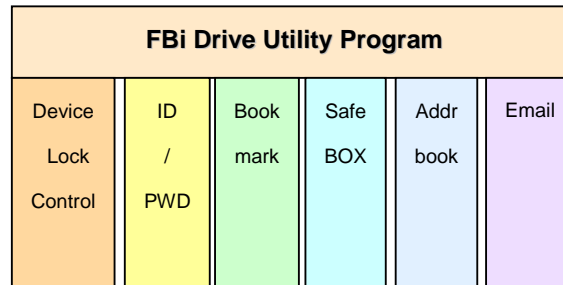 FBi Drive Utility Program
Device
Lock
Control
ID
/
PWD
Book
mark
Safe
BOX
Addr
book
Email